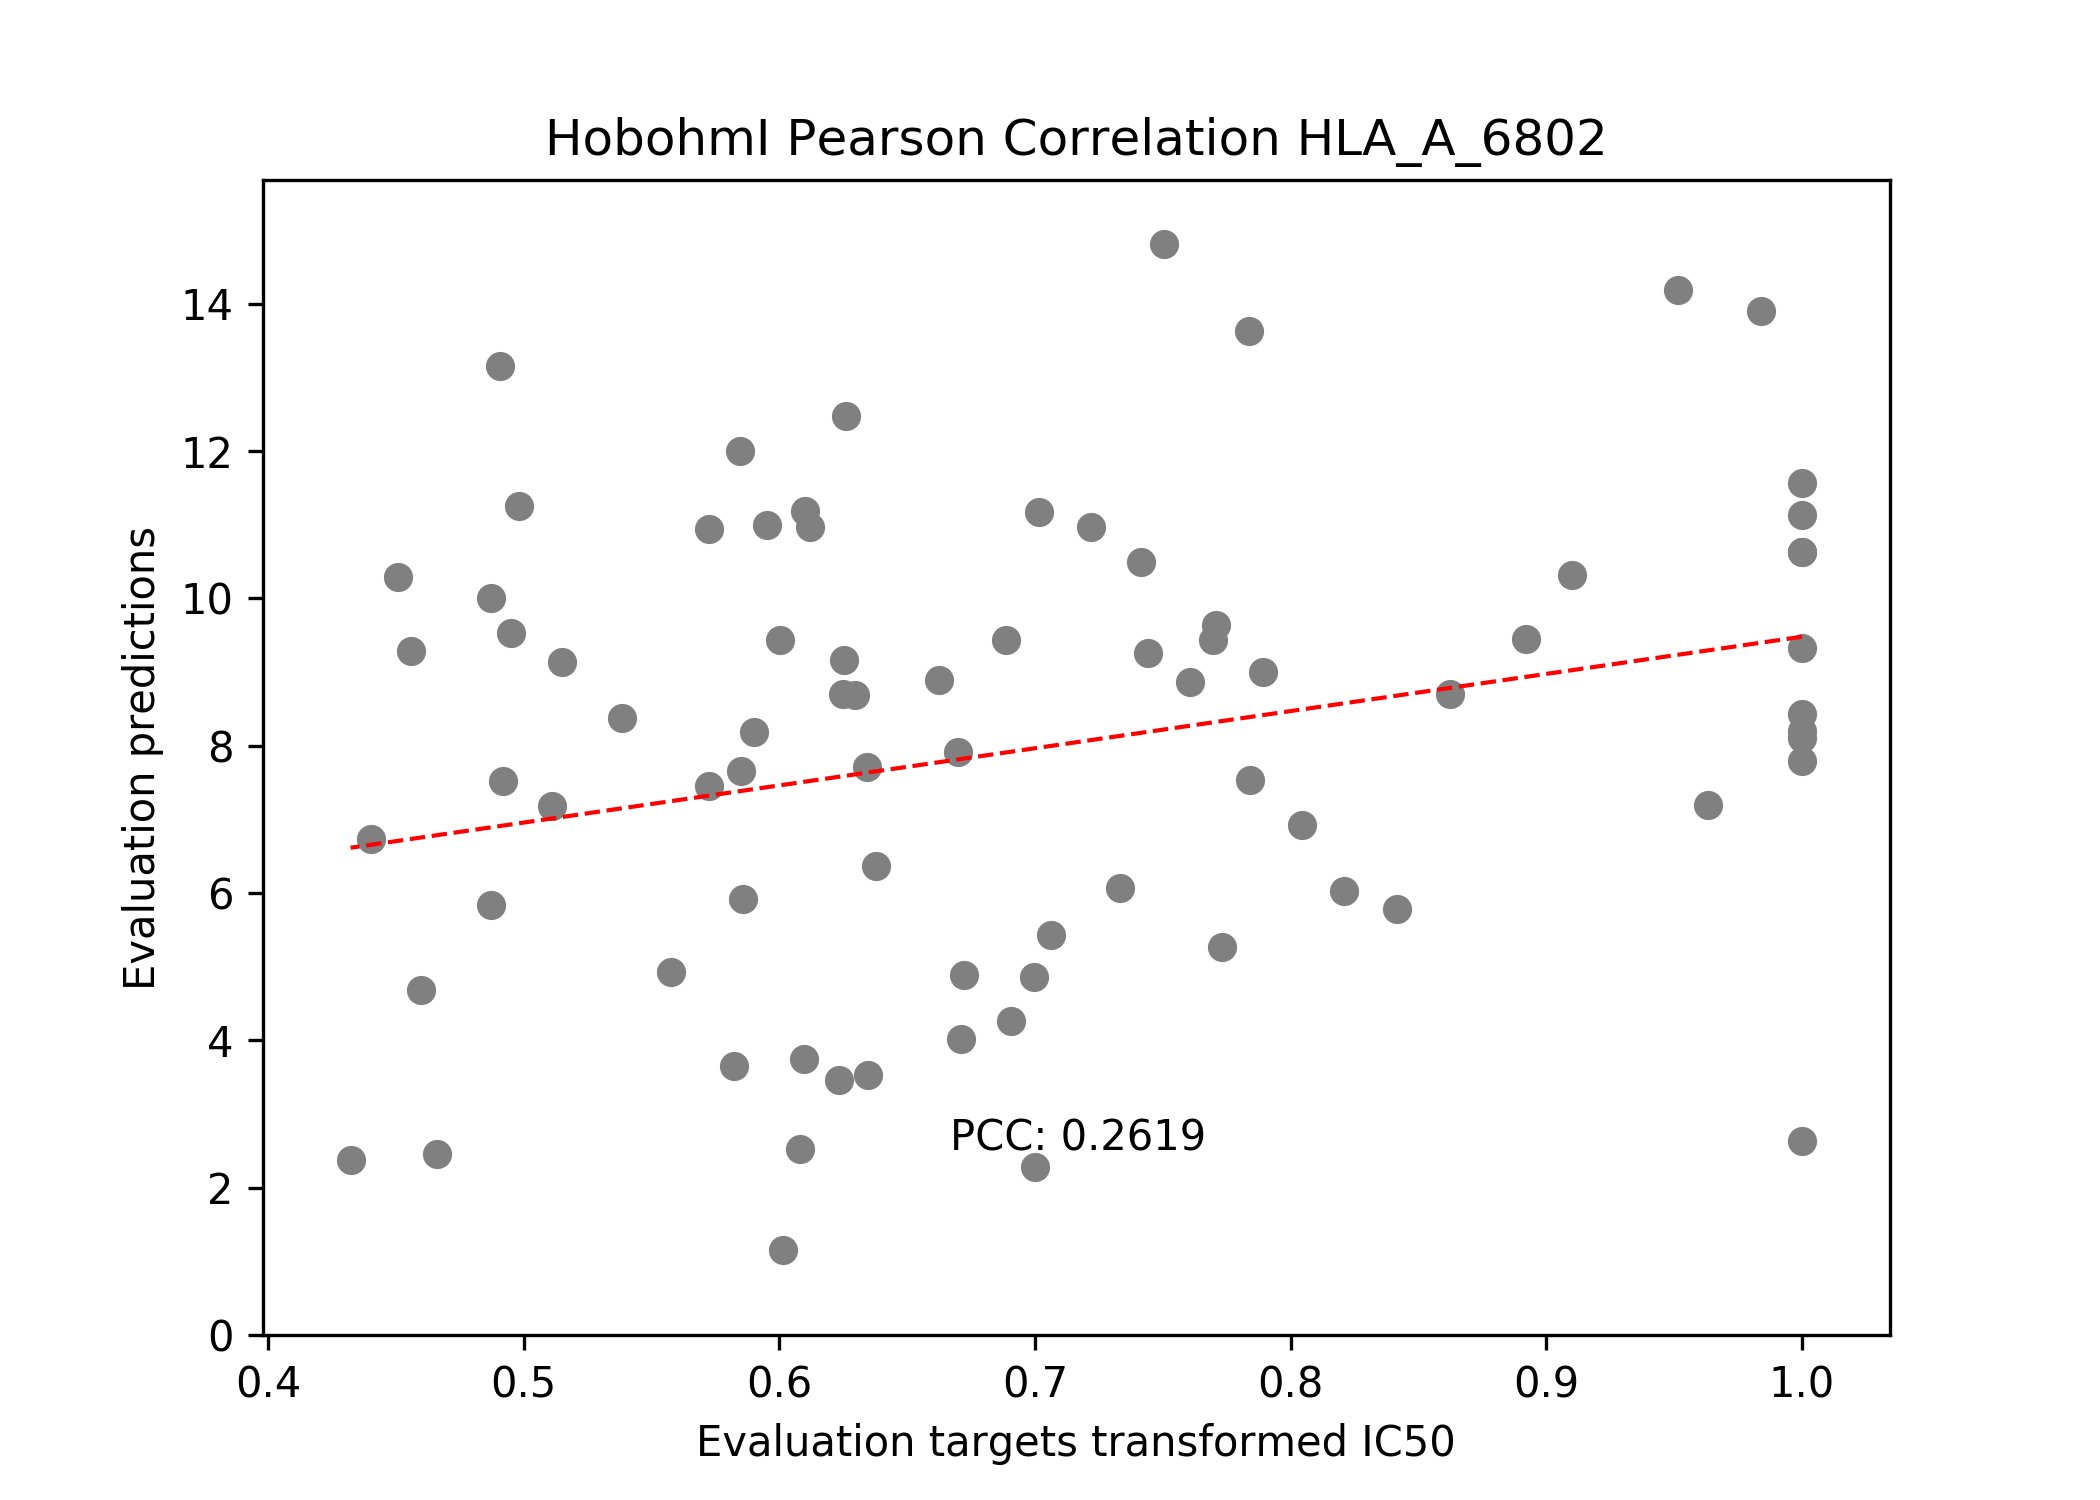 HobohmI Pearson Correlation HLA_A_6802
Evaluation predictions
14
12
10
8
6
4
2
0
PCC: 0.2619
0.4 0.5 0.6 0.7 0.8 0.9 1.0
Evaluation targets transformed IC50